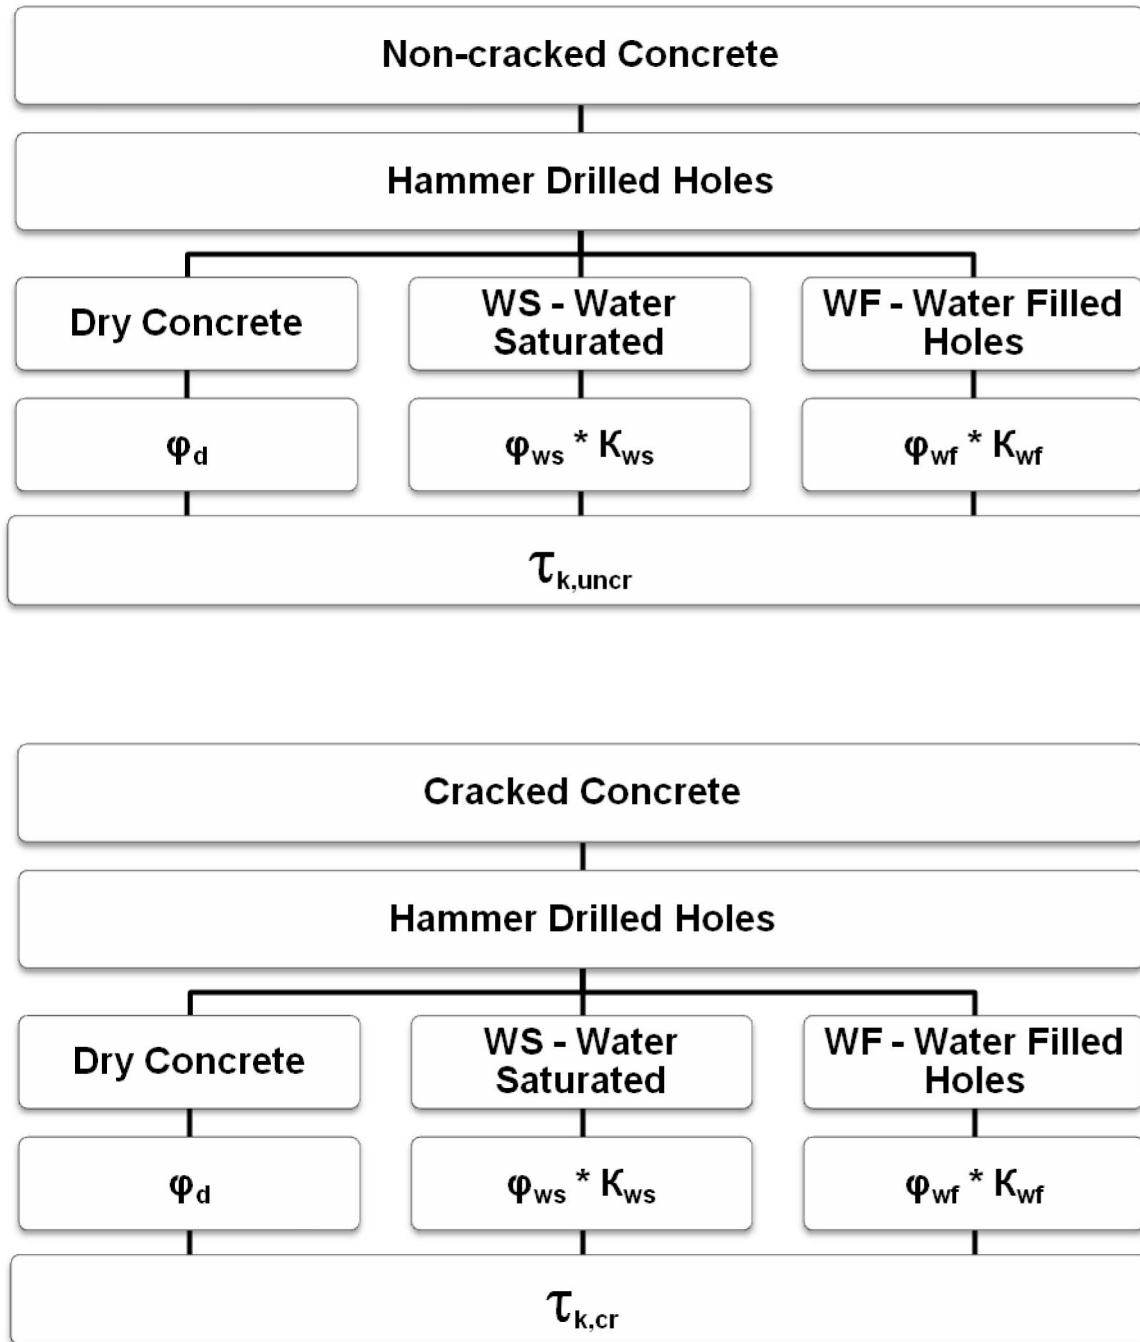 Non-cracked Concrete
Hammer Drilled Holes
Dry Concrete
WS - Water
Saturated
WF - Water Filled
Holes
φd
φws * Kws
φwf * Kwf
τk,uncr
Cracked Concrete
Hammer Drilled Holes
Dry Concrete
WS - Water
Saturated
WF - Water Filled
Holes
φd
φws * Kws
φwf * Kwf
τk,cr